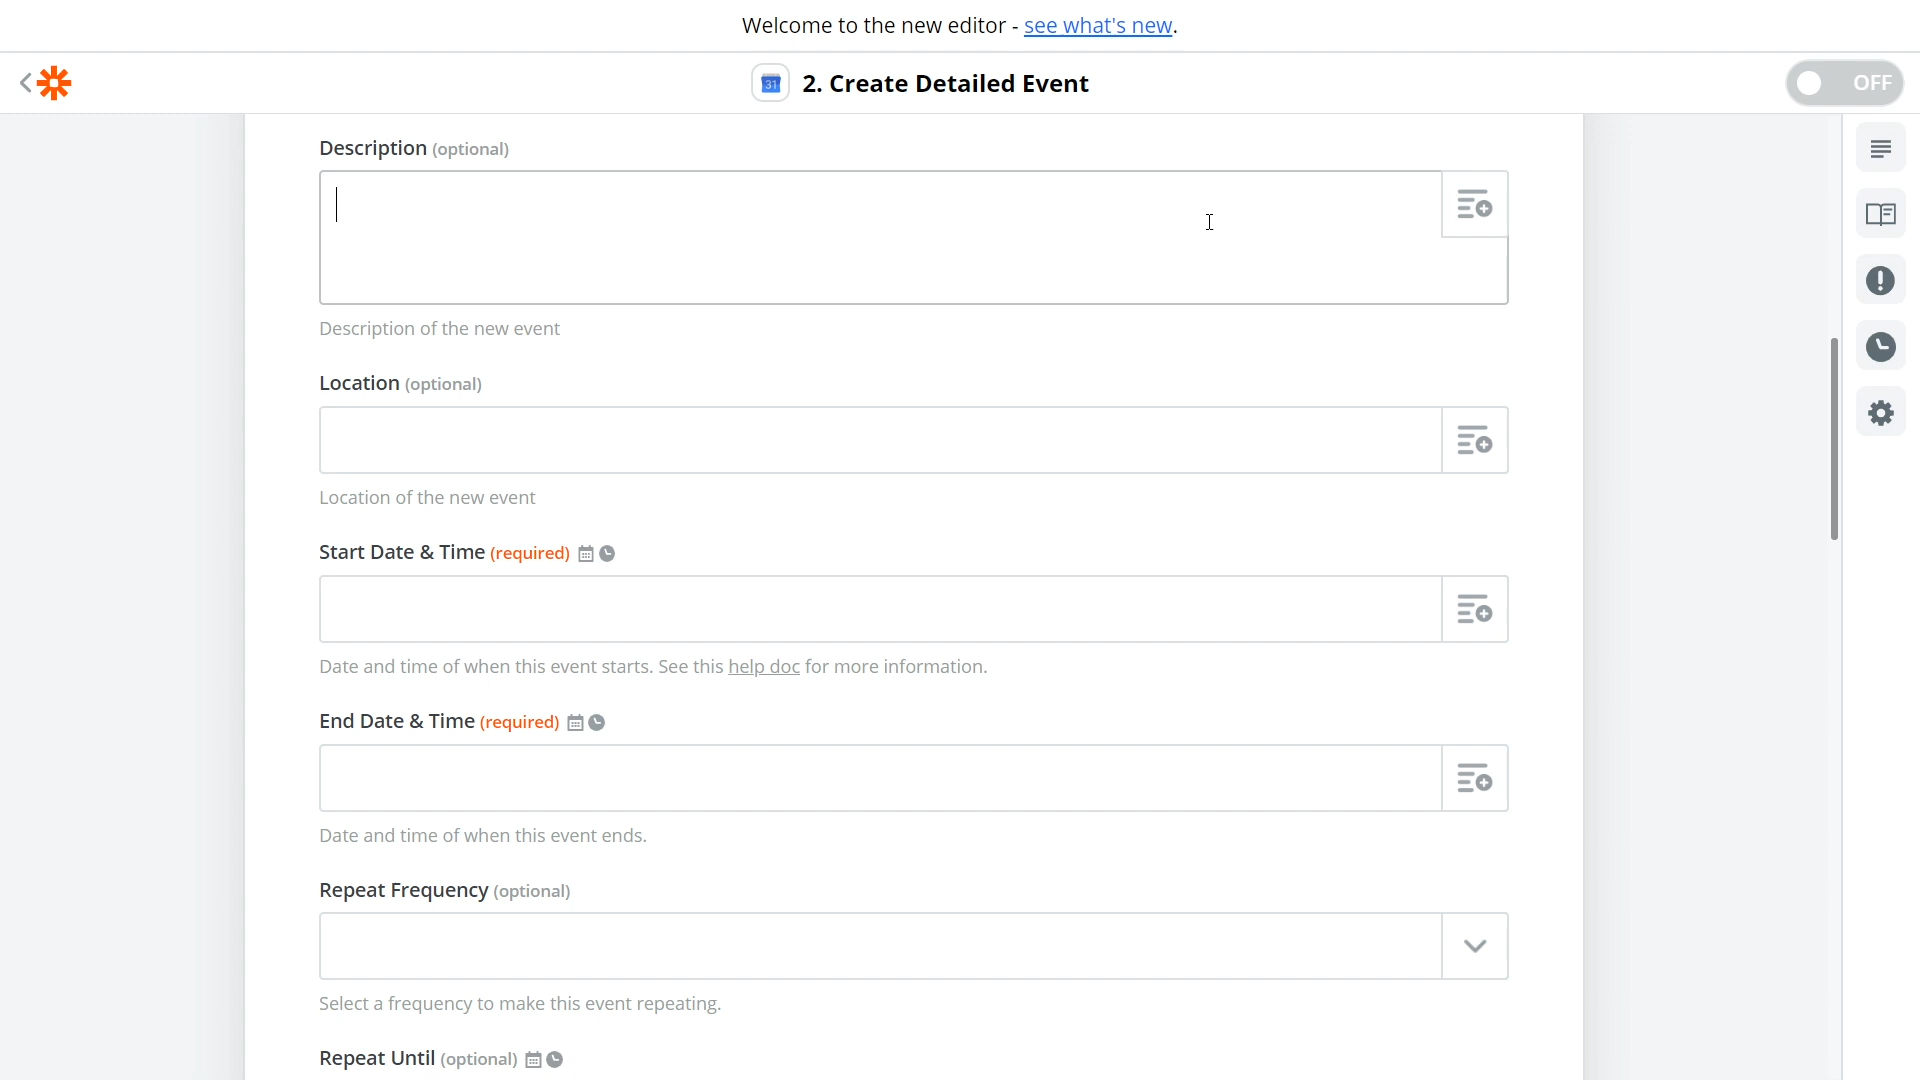 Welcome to the new editor - see what's new.
2. Create Detailed Event
OFF
31
Description (optional)
Description of the new event
Location (optional)
Location of the new event
Start Date & Time (required)
Date and time of when this event starts. See this help doc for more information.
End Date & Time (required)
Date and time of when this event ends.
Repeat Frequency (optional)
Select a frequency to make this event repeating.
Repeat Until (optional)